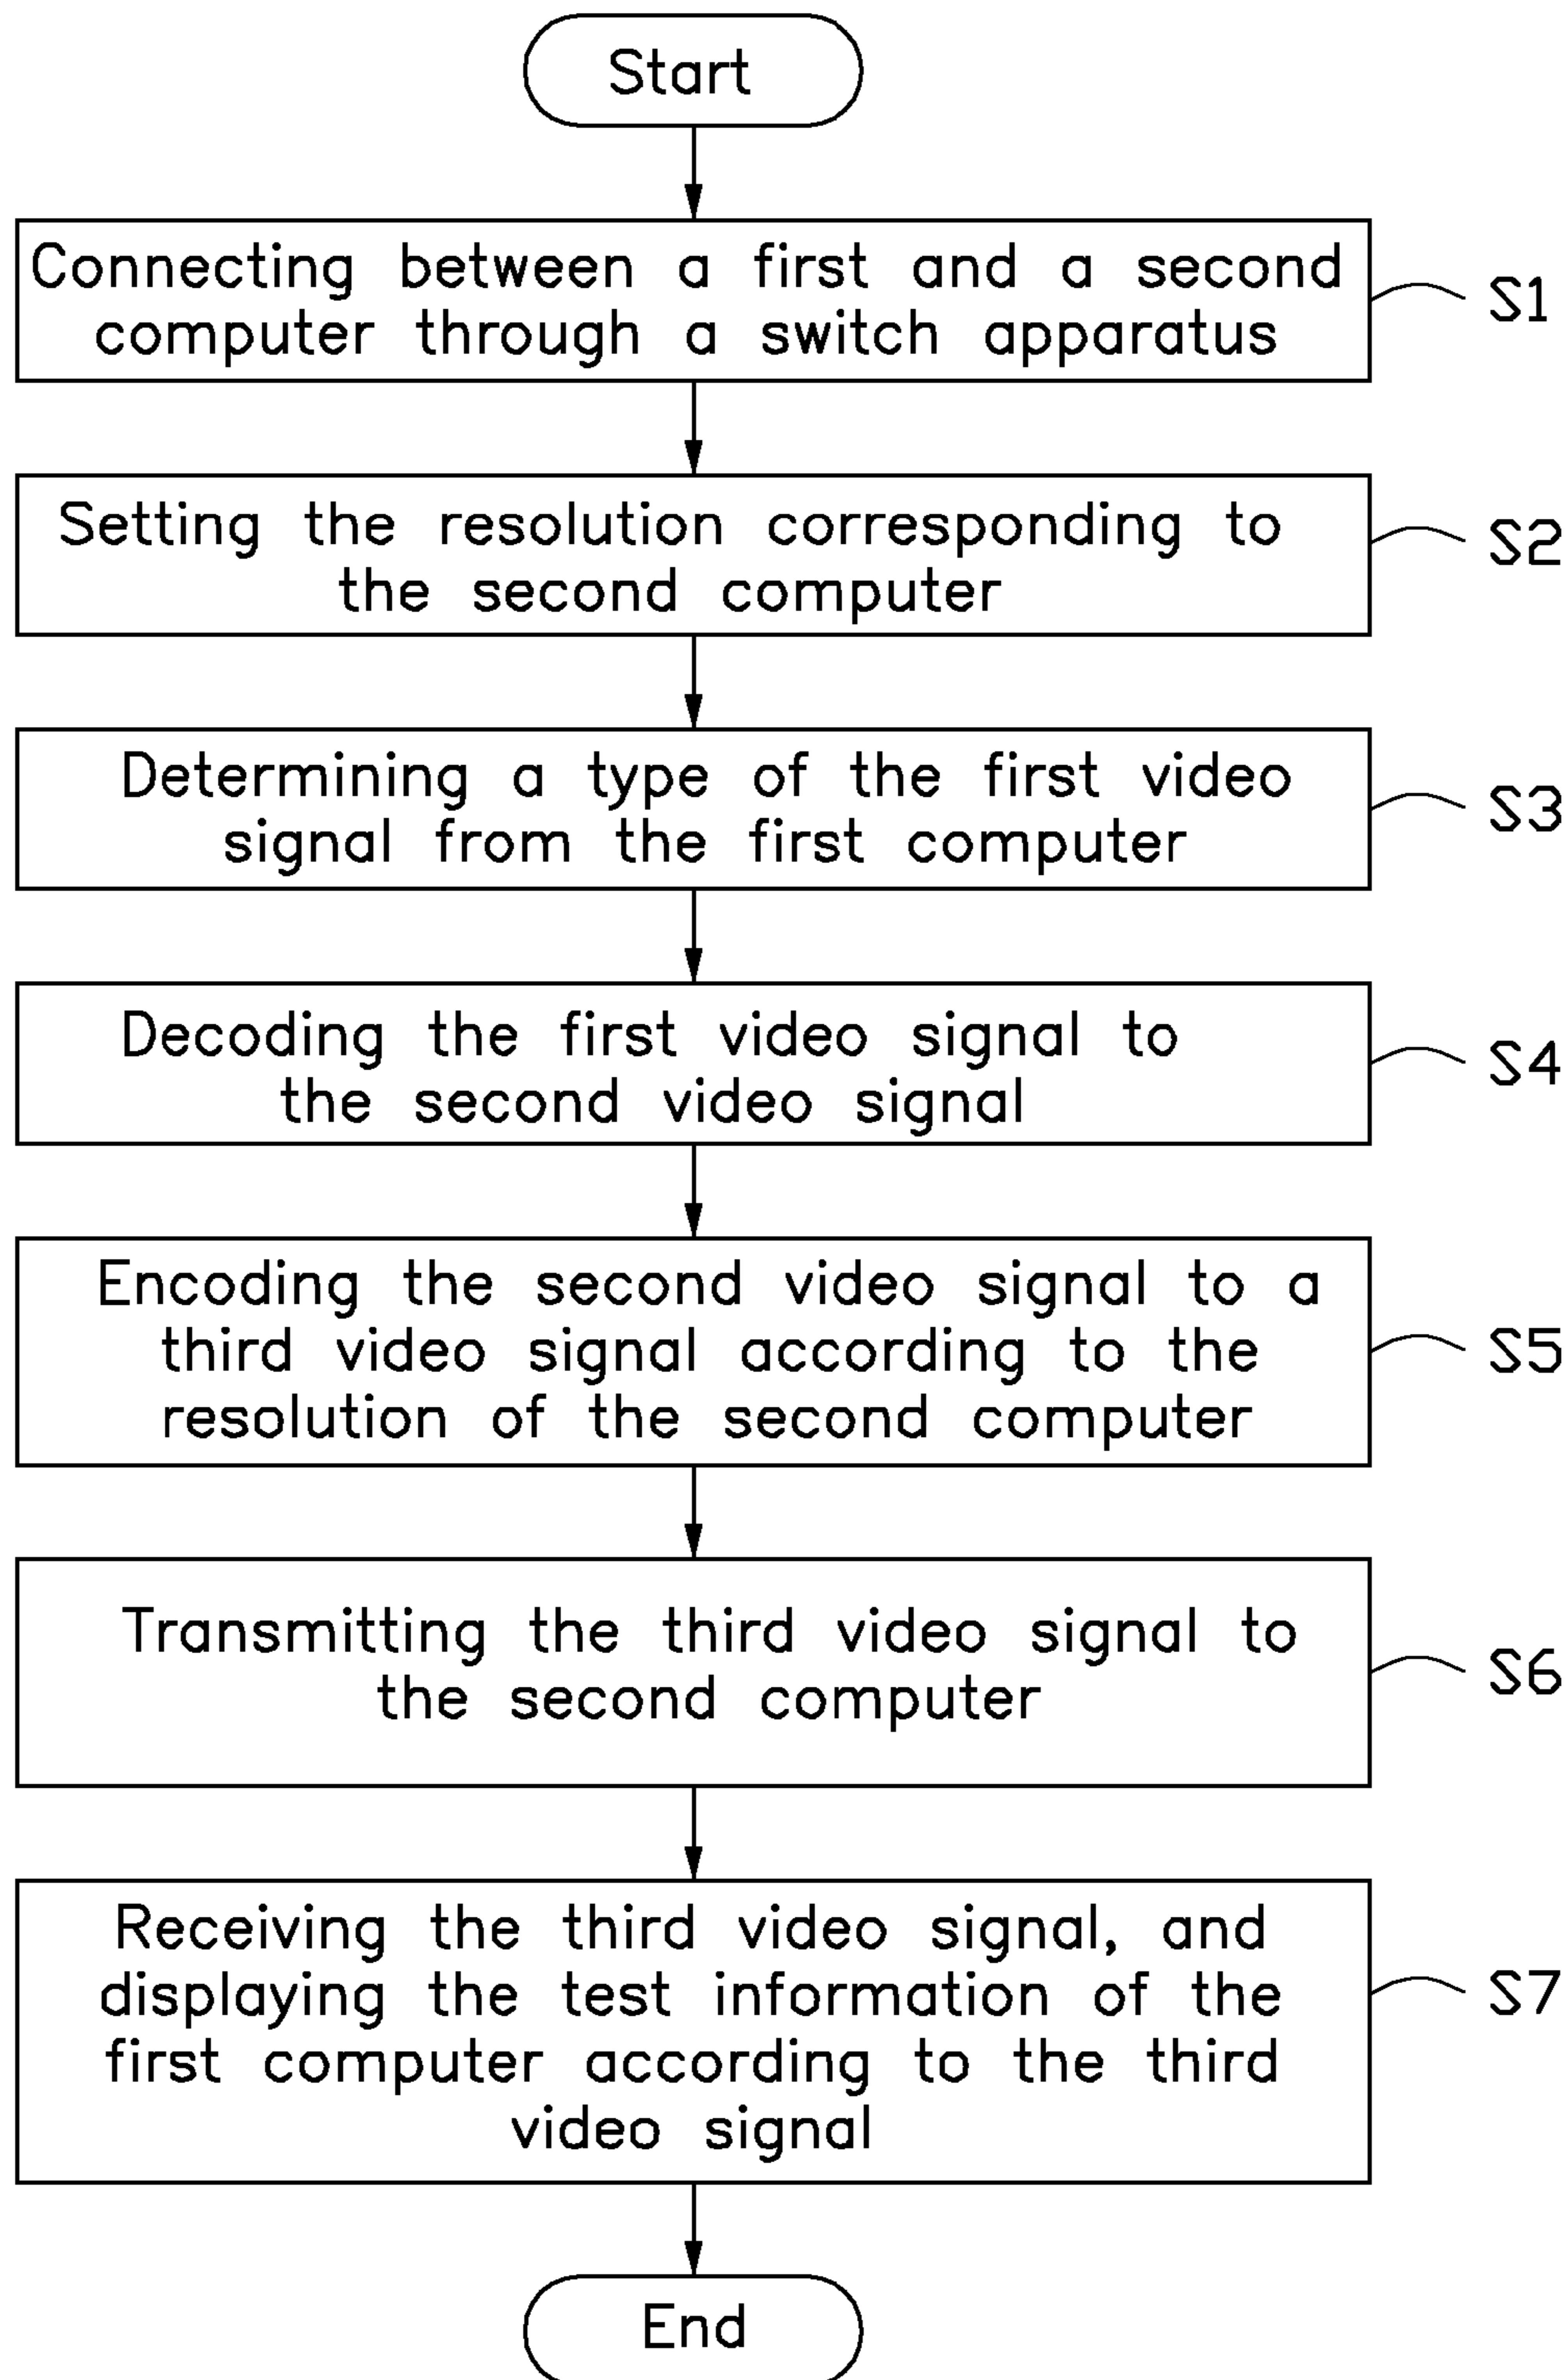 Start
Connecting between a first and a second
computer through a switch apparatus
S1
Setting the resolution corresponding to
the second computer
S2
Determining a type of the first video
signal from the first computer
S3
Decoding the first video signal to
the second video signal
S4
Encoding the second video signal to a
third video signal according to the
resolution of the second computer
S5
Transmitting the third video signal to
the second computer
S6
Receiving the third video signal, and
displaying the test information of the
first computer according to the third
video signal
S7
End